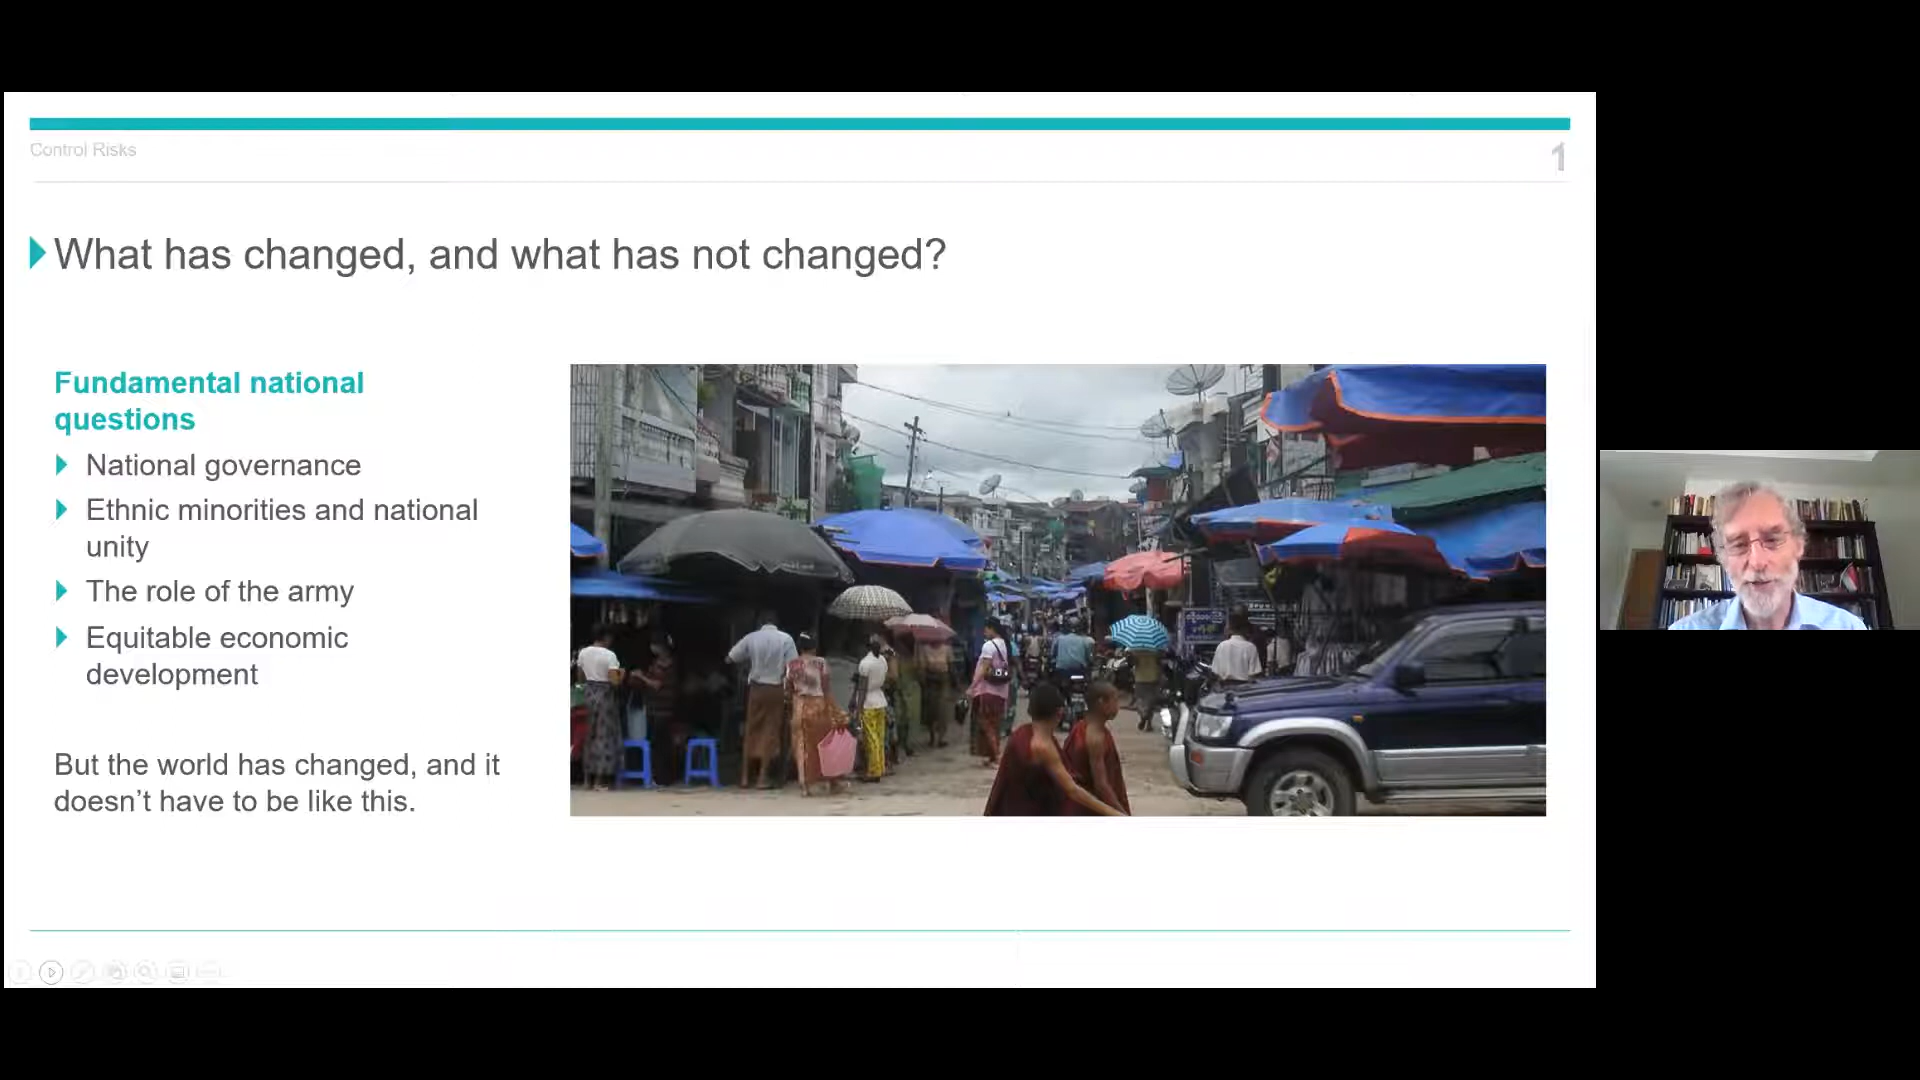 Control Risks
1
What has changed, and what has not changed?
Fundamental national
questions
National governance
Ethnic minorities and national
unity
The role of the army
Equitable economic
development
But the world has changed, and it
doesn't have to be like this.